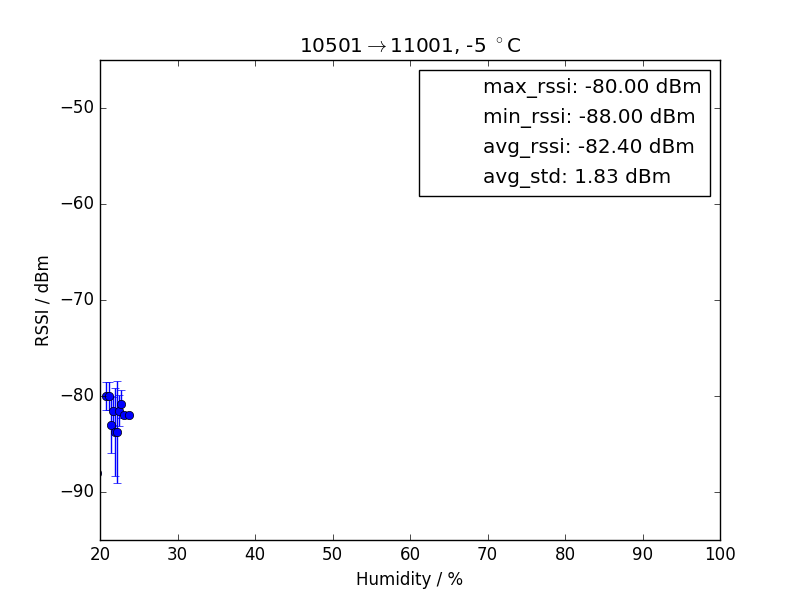 10501→11001, -5 °C
max_rssi: -80.00 dBm
min_rssi: -88.00 dBm
avg_rssi: -82.40 dBm
avg_std: 1.83 dBm
−50
−60
−70
−80
−90
RSSI / dBm
20 30 40 50 60 70 80 90 100
Humidity / %